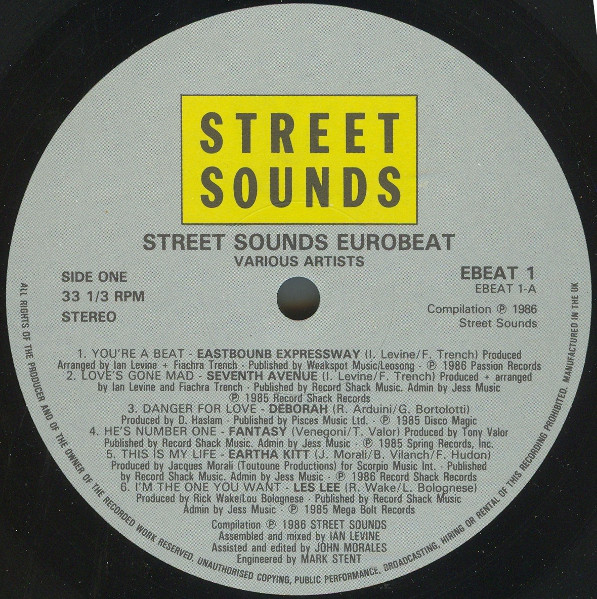 STREET
SOUNDS
STREET SOUNDS EUROBEAT
VARIOUS ARTISTS
SIDE ONE
33 1/3 RPM
STEREO
EBEAT 1
EBEAT 1-A
Compilation ℗ 1986
Street Sounds
1. YOU'RE A BEAT - EASTBOUNB EXPRESSWAY (I. Levine/F. Trench) Produced
Arranged by Ian Levine + Fiachra Trench · Published by Weakspot Music/Leosong · ℗ 1986 Passion Records
2. LOVE'S GONE MAD - SEVENTH AVENUE (I. Levine/F. Trench) Produced + arranged
by Ian Levine and Fiachra Trench · Published by Record Shack Music. Admin by Jess Music
℗ 1985 Record Shack
3. DANGER FOR LOVE - DEBORAH (R. Arduini/G. Bortolotti)
Produced by D. Haslam - Published by Pisces Music Ltd. - ℗ 1985 Disco Magic
4. HE'S NUMBER ONE - FANTASY (Venegoni/T. Valor) Produced by Tony Valor
Published by Record Shack Music. Admin by Jess Music · ℗ 1985 Spring Records, Inc.
5. THIS IS MY LIFE - EARTHA KITT (J. Morali/B. Vilanch/F. Hudon)
Produced by Jacques Morali (Toutoune Productions) for Scorpio Music Int. - Published by
Record Shack Music. Admin by Jess Music · ℗ 1986 Record Shack Records
6. I'M THE ONE YOU WANT - LES LEE (R. Wake/L. Bolognese)
Produced by Rick Wake/Lou Bolognese - Published by Record Shack Music
Admin by Jess Music · ℗ 1985 Mega Bolt Records
Compilation ℗ 1986 STREET SOUNDS
Assembled and mixed by IAN LEVINE
Assisted and edited by JOHN MORALES
Engineered by MARK STENT
ALL RIGHTS OF THE PRODUCER AND OF THE OWNER OF THE RECORDED WORK RESERVED. UNAUTHORISED COPYING, PUBLIC PERFORMANCE, BROADCASTING, HIRING OR RENTAL OF THIS RECORDING PROHIBITED. MANUFACTURED IN THE UK